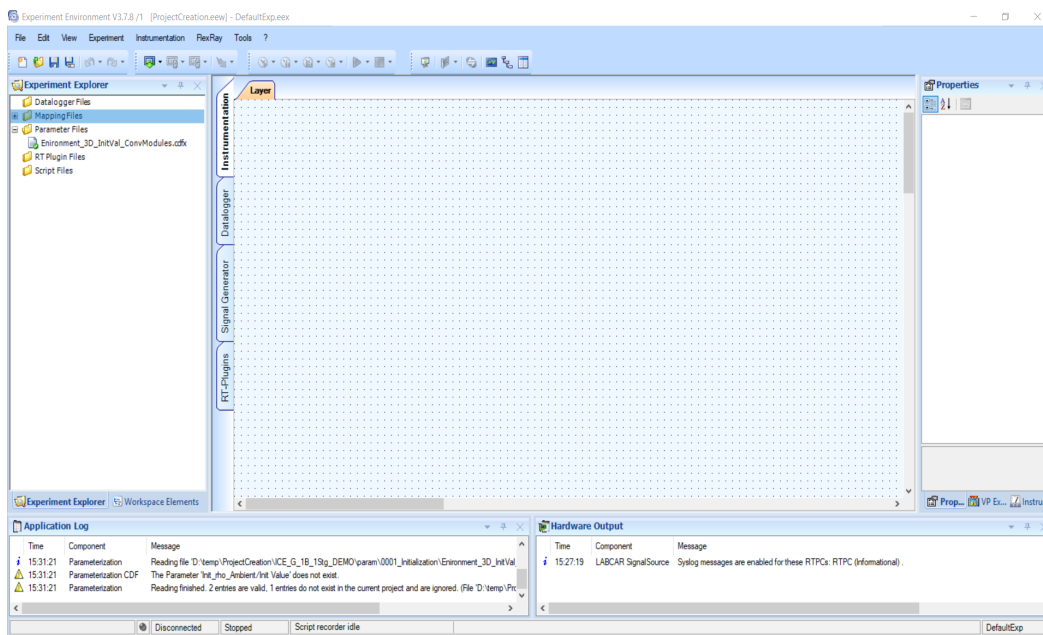 Experiment Environment V3.7.8 /1 [ProjectCreation.eew] - DefaultExp.eex
File Edit View Experiment Instrumentation FlexRay Tools ?
Experiment Explorer
Datalogger Files
Mapping Files
Parameter Files
Enironment_3D_InitVal_ConvModules.cdfx
RT Plugin Files
Script Files
Experiment Explorer Workspace Elements
Instrumentation
Datalogger
Signal Generator
RT-Plugins
Layer
Properties
Prop... VP Ex... Instru
Application Log
Time Component Message
15:31:21 Parameterization Reading file 'D:\temp\ProjectCreation\ICE_G_1B_1Stg_DEMO\param\0001_Initialization\Enironment_3D_InitVal
15:31:21 Parameterization CDF The Parameter 'Init_rho_Ambient/Init Value' does not exist.
15:31:21 Parameterization Reading finished. 2 entries are valid, 1 entries do not exist in the current project and are ignored. (File 'D:\temp\Prc
Hardware Output
Time Component Message
15:27:19 LABCAR SignalSource Syslog messages are enabled for these RTPCs: RTPC (Informational) .
Disconnected Stopped Script recorder idle DefaultExp